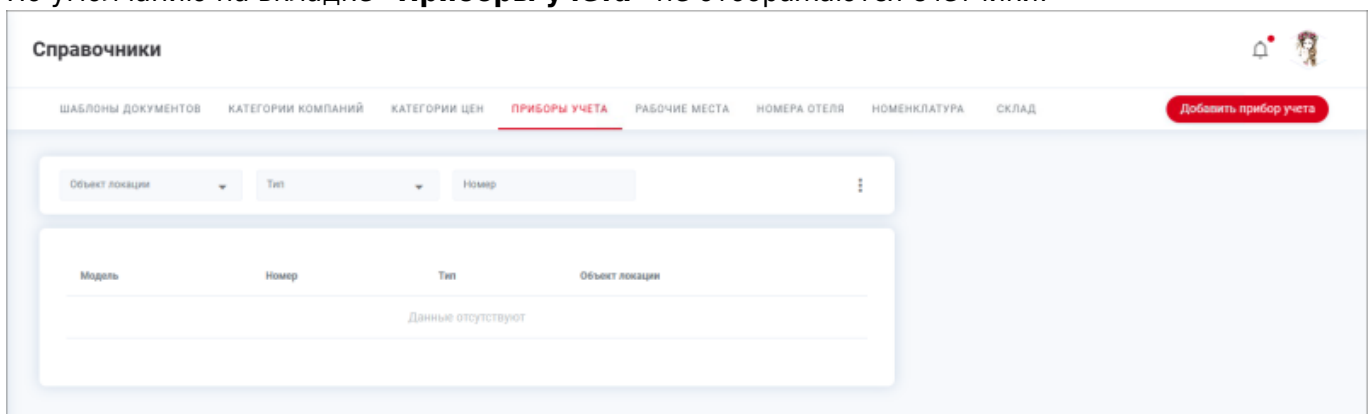 Справочники
ШАБЛОНЫ ДОКУМЕНТОВ КАТЕГОРИИ КОМПАНИЙ КАТЕГОРИИ ЦЕН ПРИБОРЫ УЧЕТА РАБОЧИЕ МЕСТА НОМЕРА ОТЕЛЯ НОМЕНКЛАТУРА СКЛАД Добавить прибор учета
Объект локации Тип Номер
Модель Номер Тип Объект локации
Данные отсутствуют